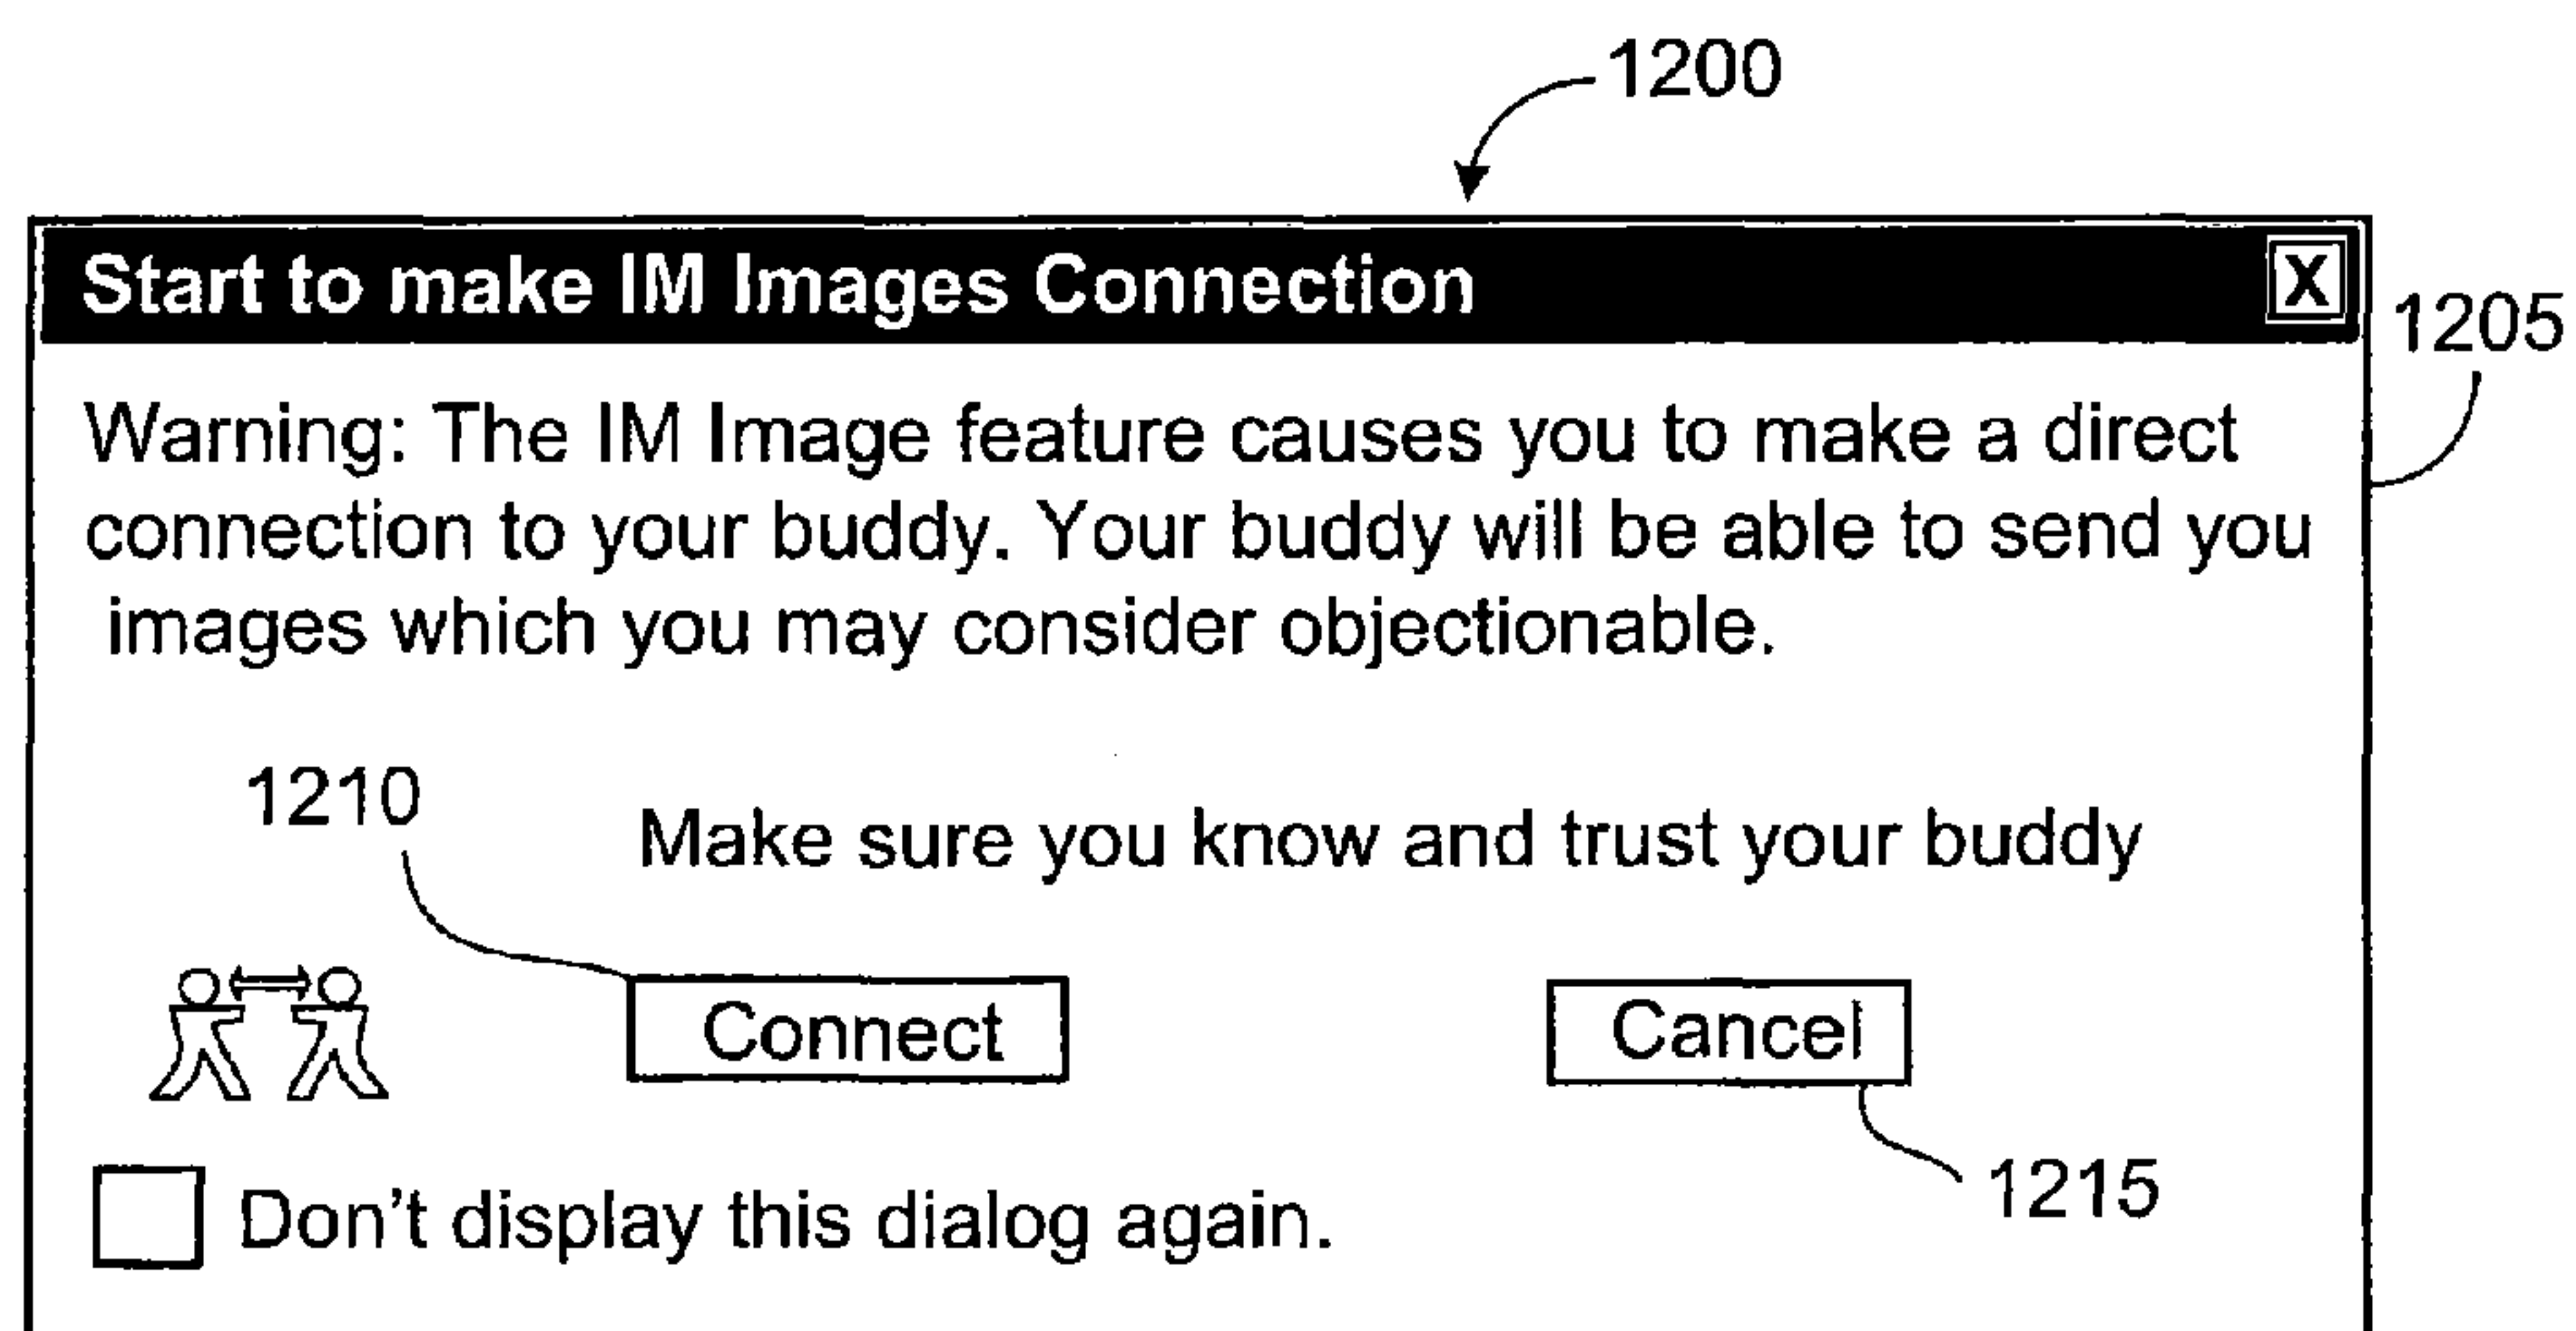 1200
Start to make IM Images Connection X
1205
Warning: The IM Image feature causes you to make a direct
connection to your buddy. Your buddy will be able to send you
images which you may consider objectionable.
1210
Make sure you know and trust your buddy
Connect Cancel
1215
Don't display this dialog again.